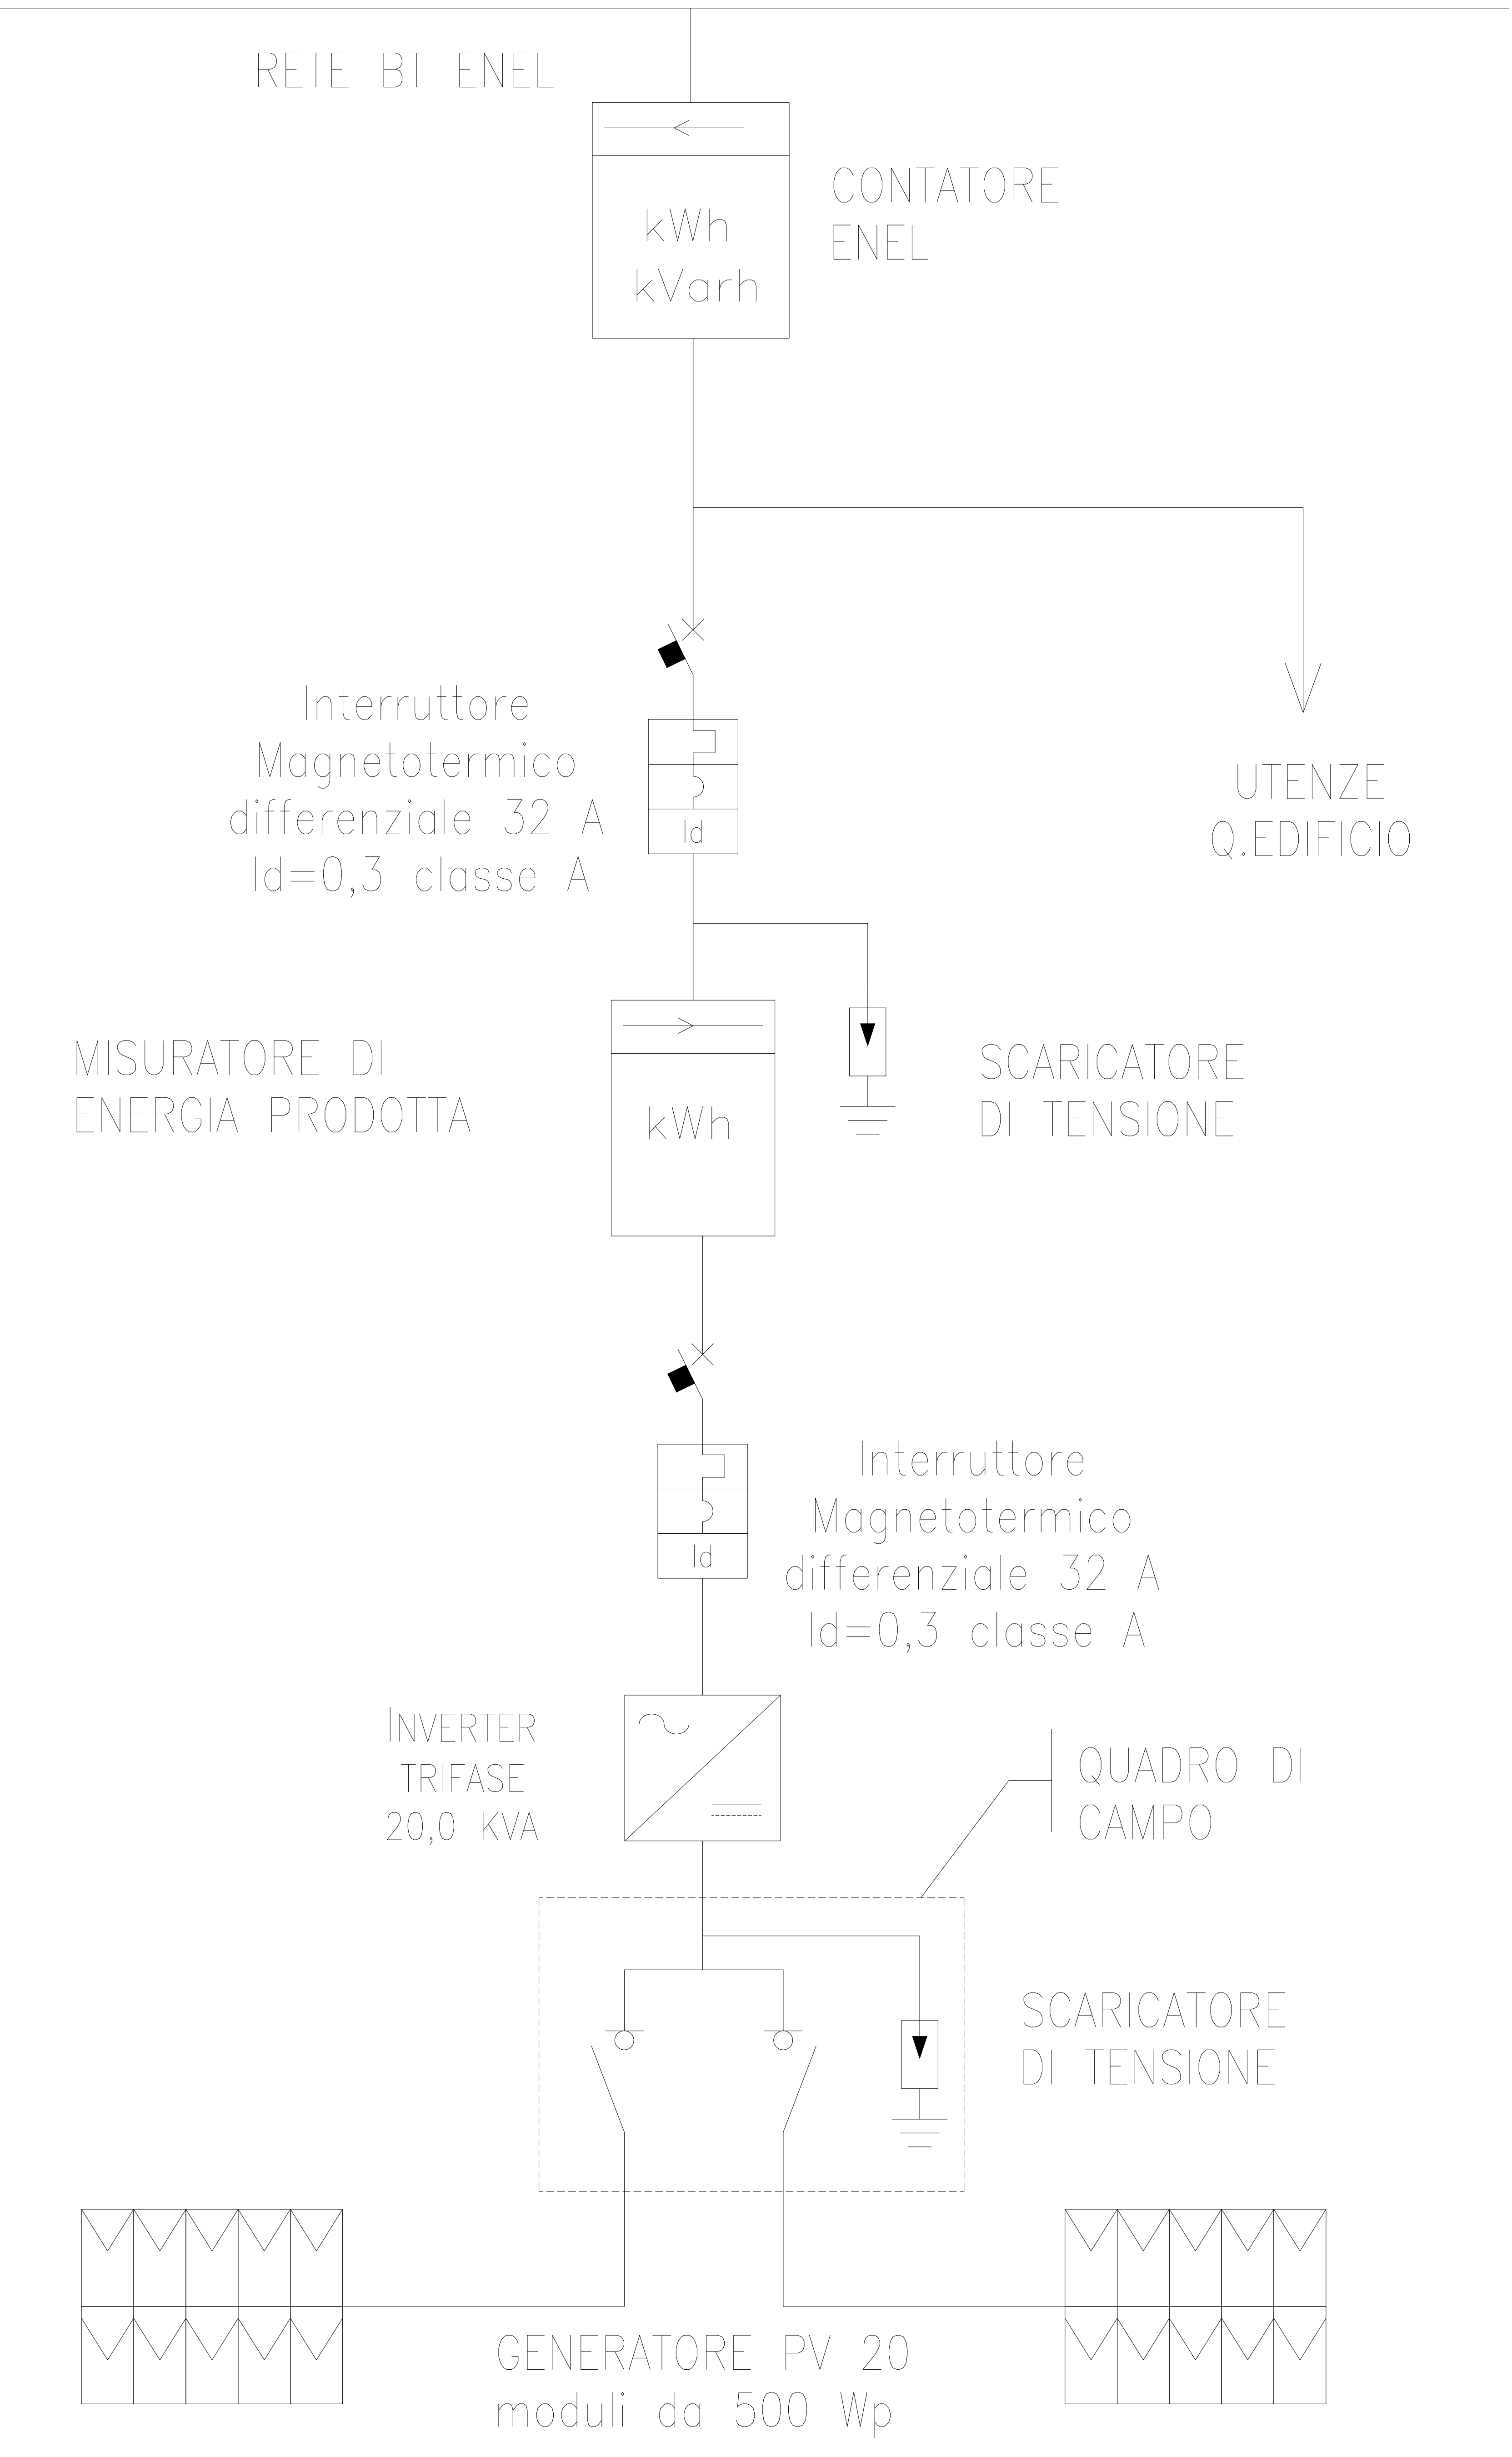 RETE BT ENEL
CONTATORE
ENEL
kWh
kVarh
Interruttore
Magnetotermico
differenziale 32 A
Id=0,3 classe A
Id
UTENZE
Q.EDIFICIO
MISURATORE DI
ENERGIA PRODOTTA
kWh
SCARICATORE
DI TENSIONE
Interruttore
Magnetotermico
differenziale 32 A
Id=0,3 classe A
Id
INVERTER
TRIFASE
20,0 KVA
QUADRO DI
CAMPO
SCARICATORE
DI TENSIONE
GENERATORE PV 20
moduli da 500 Wp